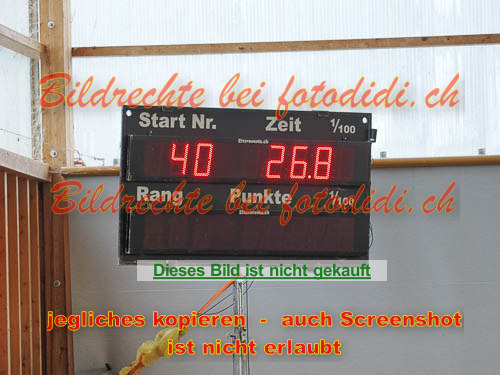 Bildrechte bei fotodidi.ch
Start Nr. Zeit 1/100
40 26.8
Rang Punkte 1/100
Bildrechte bei fotodidi.ch
Dieses Bild ist nicht gekauft
jegliches kopieren - auch Screenshot
ist nicht erlaubt